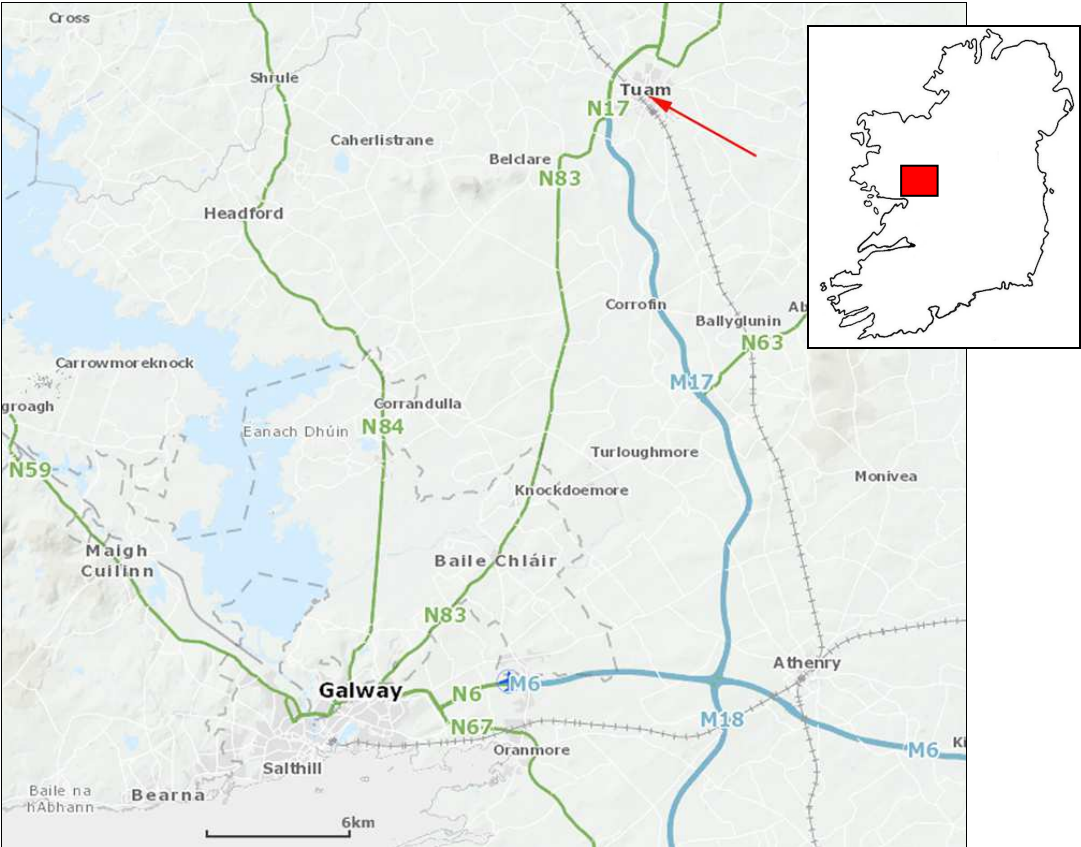 Cross
Shrule
Tuam
N17
Caherlistrane
Belclare
N83
Headford
Corrofin
Ballyglunin
Ab
N63
Carrowmoreknock
M17
groagh
Corrandulla
Eanach Dhúin
N84
Turloughmore
N59
Monivea
Knockdoemore
Maigh
Cuilinn
Baile Chláir
N83
Athenry
Galway
N6
M6
N67
M18
Oranmore
M6
Ki
Salthill
Baile na
hAbhann
Bearna
6km